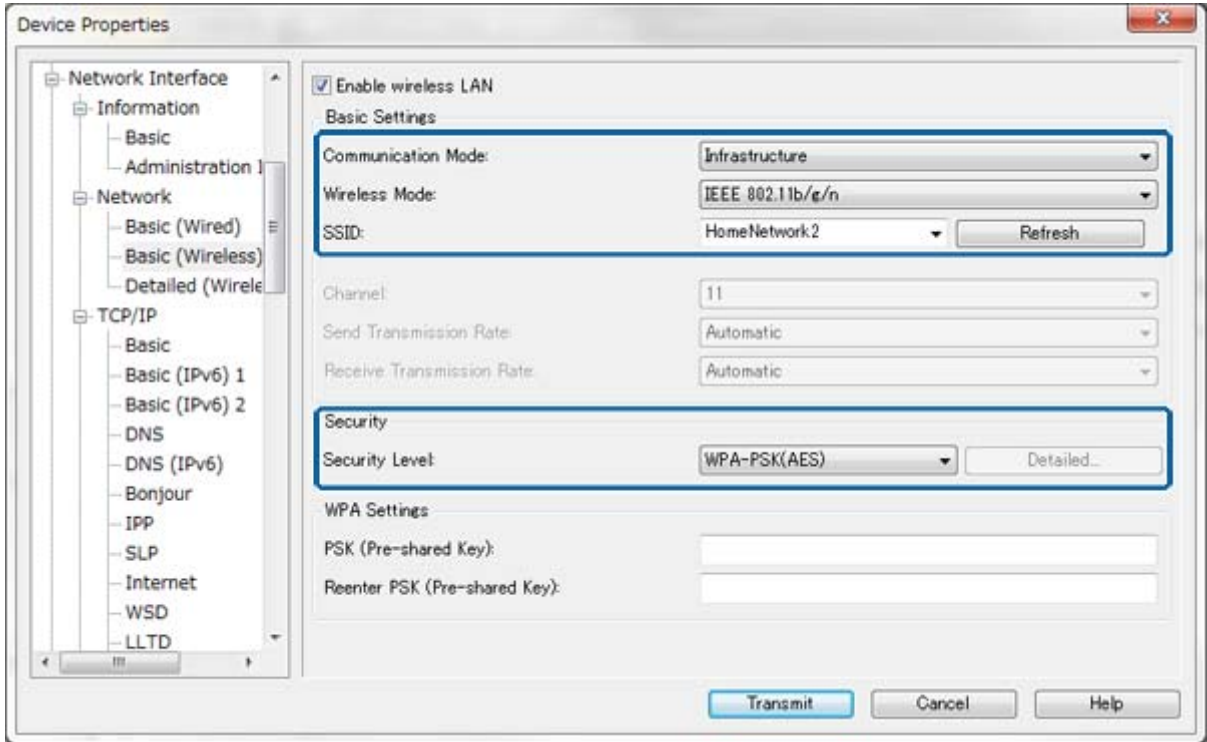 Device Properties
Network Interface
Information
Basic
Administration I
Network
Basic (Wired)
Basic (Wireless)
Detailed (Wirele
TCP/IP
Basic
Basic (IPv6) 1
Basic (IPv6) 2
DNS
DNS (IPv6)
Bonjour
IPP
SLP
Internet
WSD
LLTD
Enable wireless LAN
Basic Settings
Communication Mode: Infrastructure
Wireless Mode: IEEE 802.11b/g/n
SSID: HomeNetwork2 Refresh
Channel: 11
Send Transmission Rate: Automatic
Receive Transmission Rate: Automatic
Security
Security Level: WPA-PSK(AES) Detailed...
WPA Settings
PSK (Pre-shared Key):
Reenter PSK (Pre-shared Key):
Transmit Cancel Help